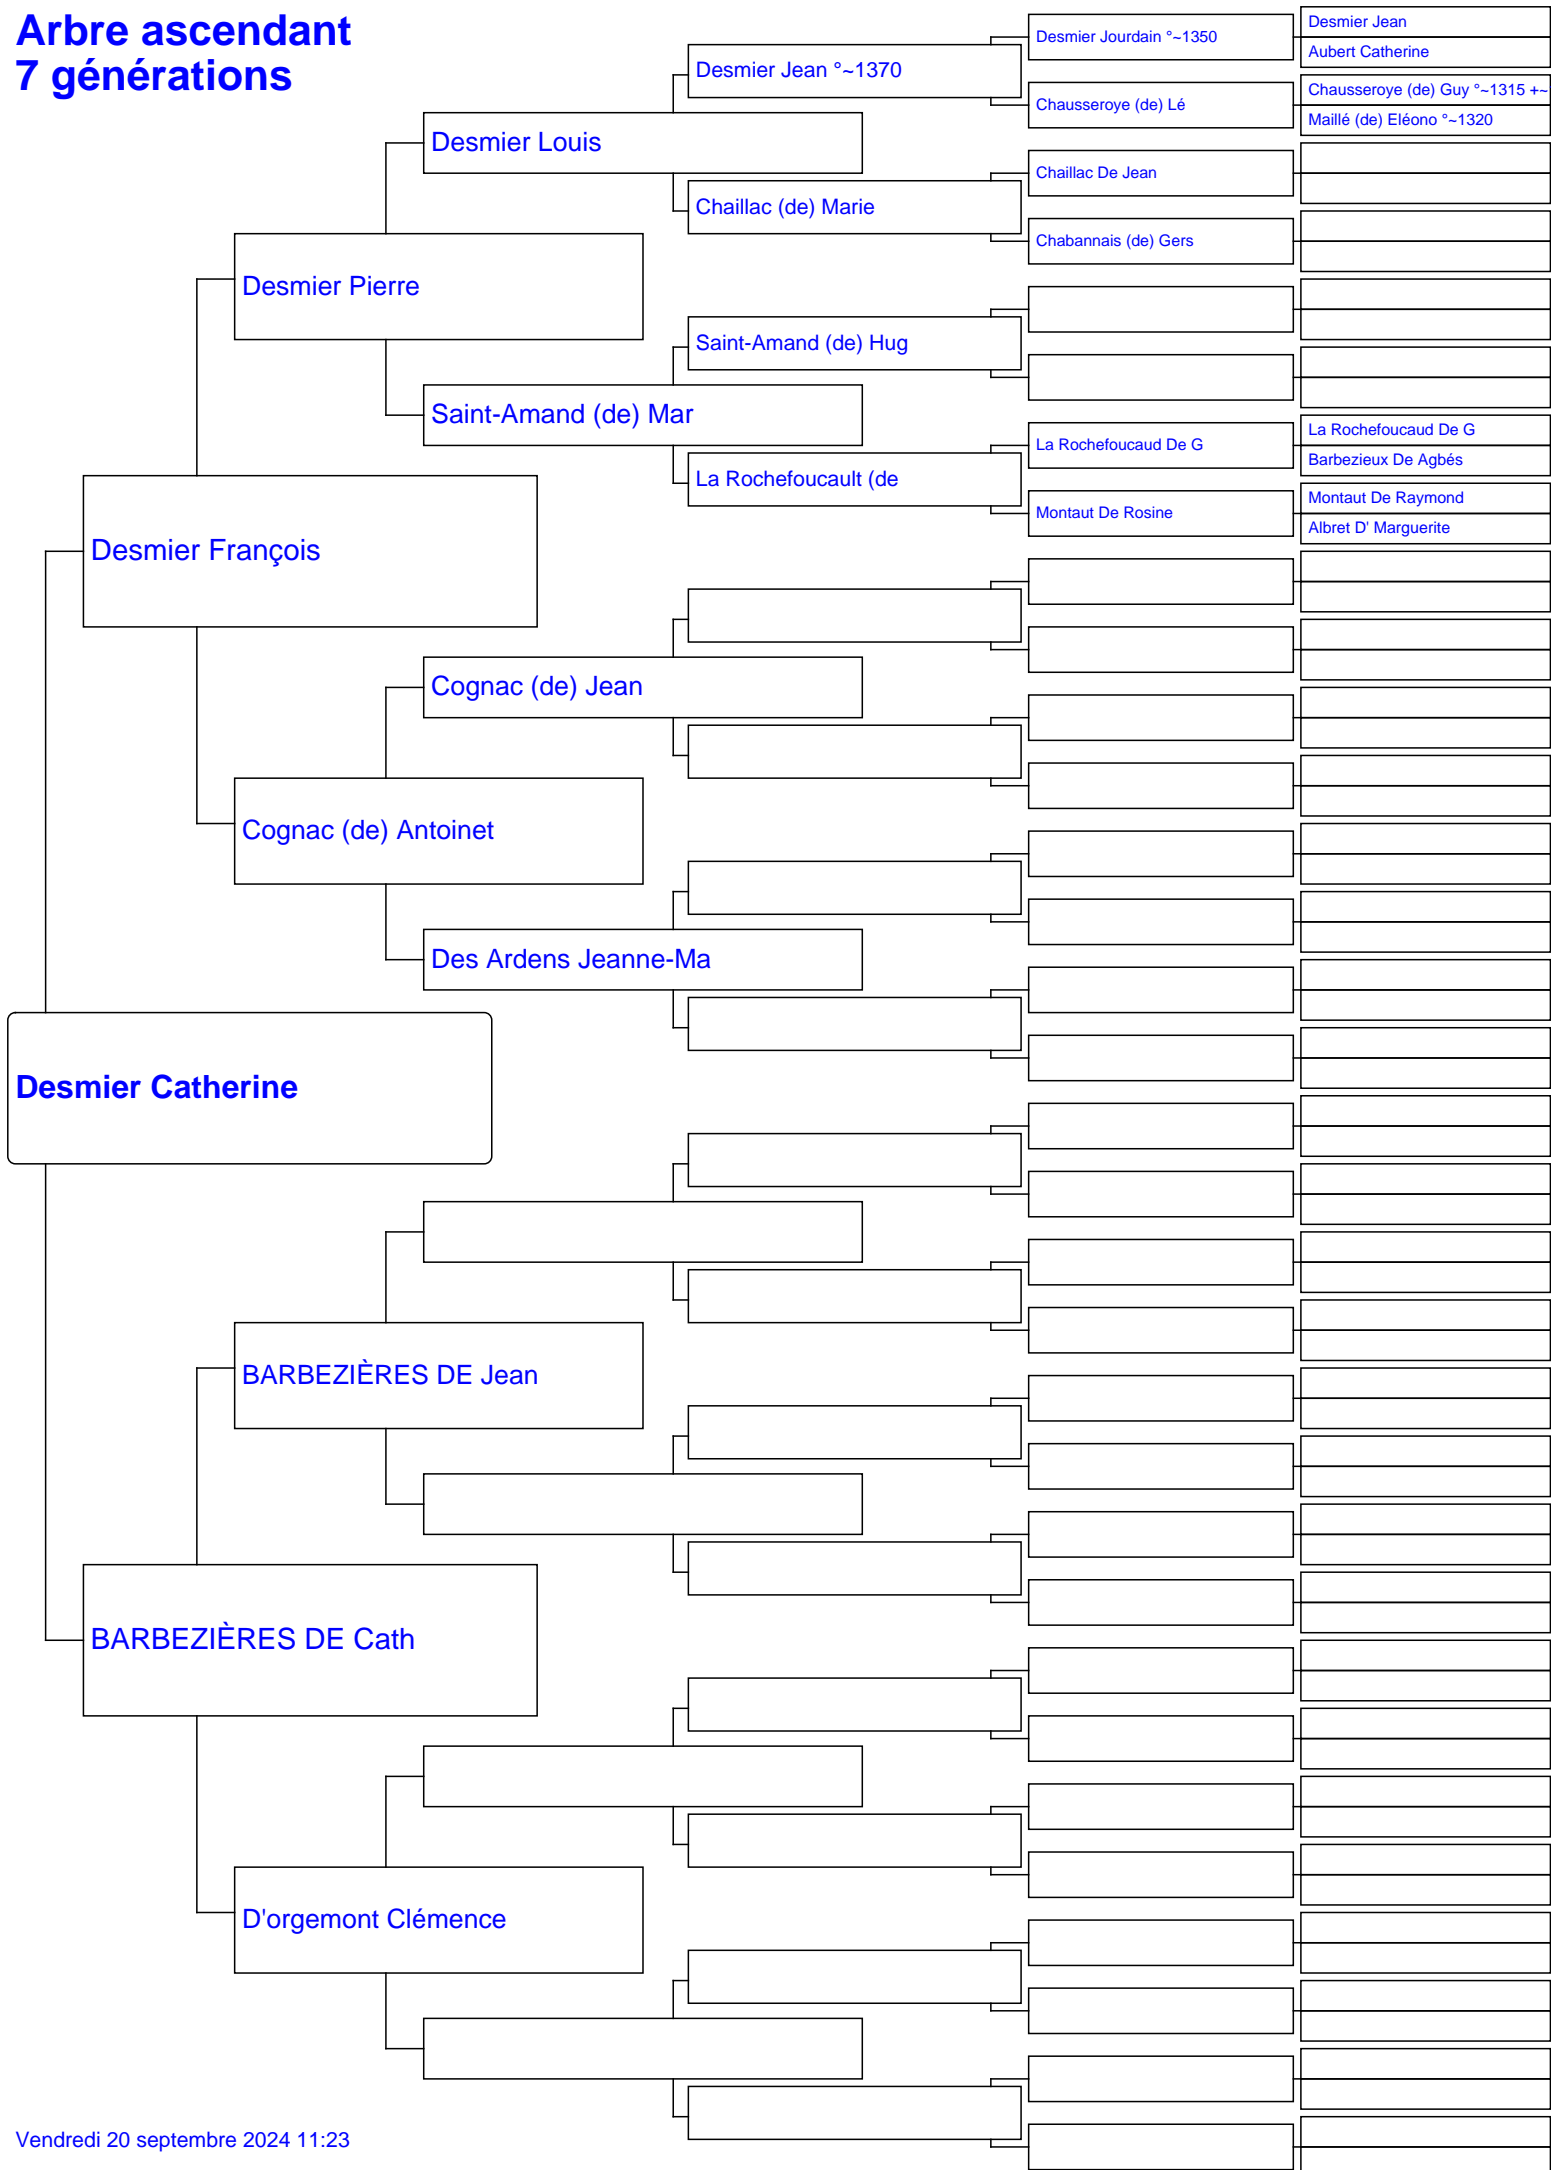 Arbre ascendant
7 générations
Desmier Jourdain °~1350
Desmier Jean
Aubert Catherine
Desmier Jean °~1370
Chausseroye (de) Lé
Chausseroye (de) Guy °~1315 +~
Maillé (de) Eléono °~1320
Desmier Louis
Chaillac De Jean
Chaillac (de) Marie
Chabannais (de) Gers
Desmier Pierre
Saint-Amand (de) Hug
Saint-Amand (de) Mar
La Rochefoucaud De G
La Rochefoucaud De G
Barbezieux De Agbés
La Rochefoucault (de
Montaut De Rosine
Montaut De Raymond
Albret D' Marguerite
Desmier François
Cognac (de) Jean
Cognac (de) Antoinet
Des Ardens Jeanne-Ma
Desmier Catherine
BARBEZIÈRES DE Jean
BARBEZIÈRES DE Cath
D'orgemont Clémence
Vendredi 20 septembre 2024 11:23